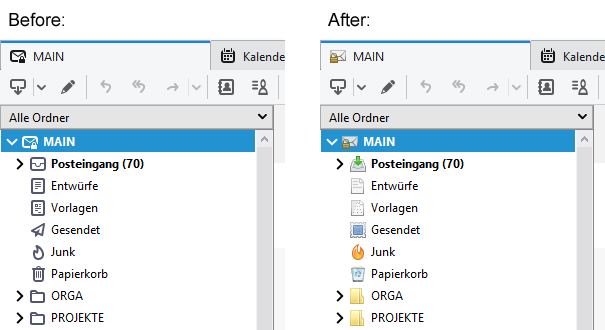 Before:
MAIN
Kalende
Alle Ordner
MAIN
Posteingang (70)
Entwürfe
Vorlagen
Gesendet
Junk
Papierkorb
ORGA
PROJEKTE
After:
MAIN
Kalende
Alle Ordner
MAIN
Posteingang (70)
Entwürfe
Vorlagen
Gesendet
Junk
Papierkorb
ORGA
PROJEKTE